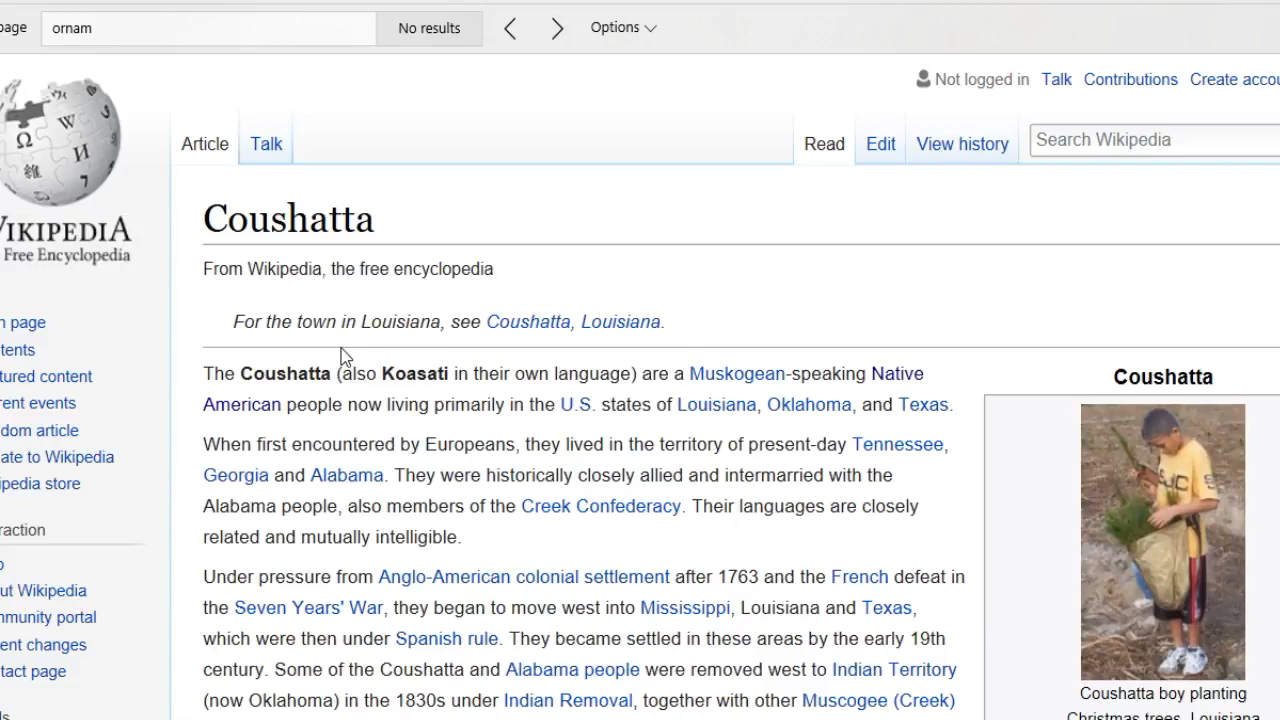 page ornam No results Options
Not logged in Talk Contributions Create accou
Article Talk Read Edit View history Search Wikipedia
WIKIPEDIA
Free Encyclopedia
Coushatta
From Wikipedia, the free encyclopedia
For the town in Louisiana, see Coushatta, Louisiana.
The Coushatta (also Koasati in their own language) are a Muskogean-speaking Native
American people now living primarily in the U.S. states of Louisiana, Oklahoma, and Texas.
When first encountered by Europeans, they lived in the territory of present-day Tennessee,
Georgia and Alabama. They were historically closely allied and intermarried with the
Alabama people, also members of the Creek Confederacy. Their languages are closely
related and mutually intelligible.
Under pressure from Anglo-American colonial settlement after 1763 and the French defeat in
the Seven Years' War, they began to move west into Mississippi, Louisiana and Texas,
which were then under Spanish rule. They became settled in these areas by the early 19th
century. Some of the Coushatta and Alabama people were removed west to Indian Territory
(now Oklahoma) in the 1830s under Indian Removal, together with other Muscogee (Creek)
Coushatta
Coushatta boy planting
Christmas trees, Louisiana
n page
tents
tured content
rent events
dom article
ate to Wikipedia
ipedia store
raction
ut Wikipedia
mmunity portal
ent changes
tact page